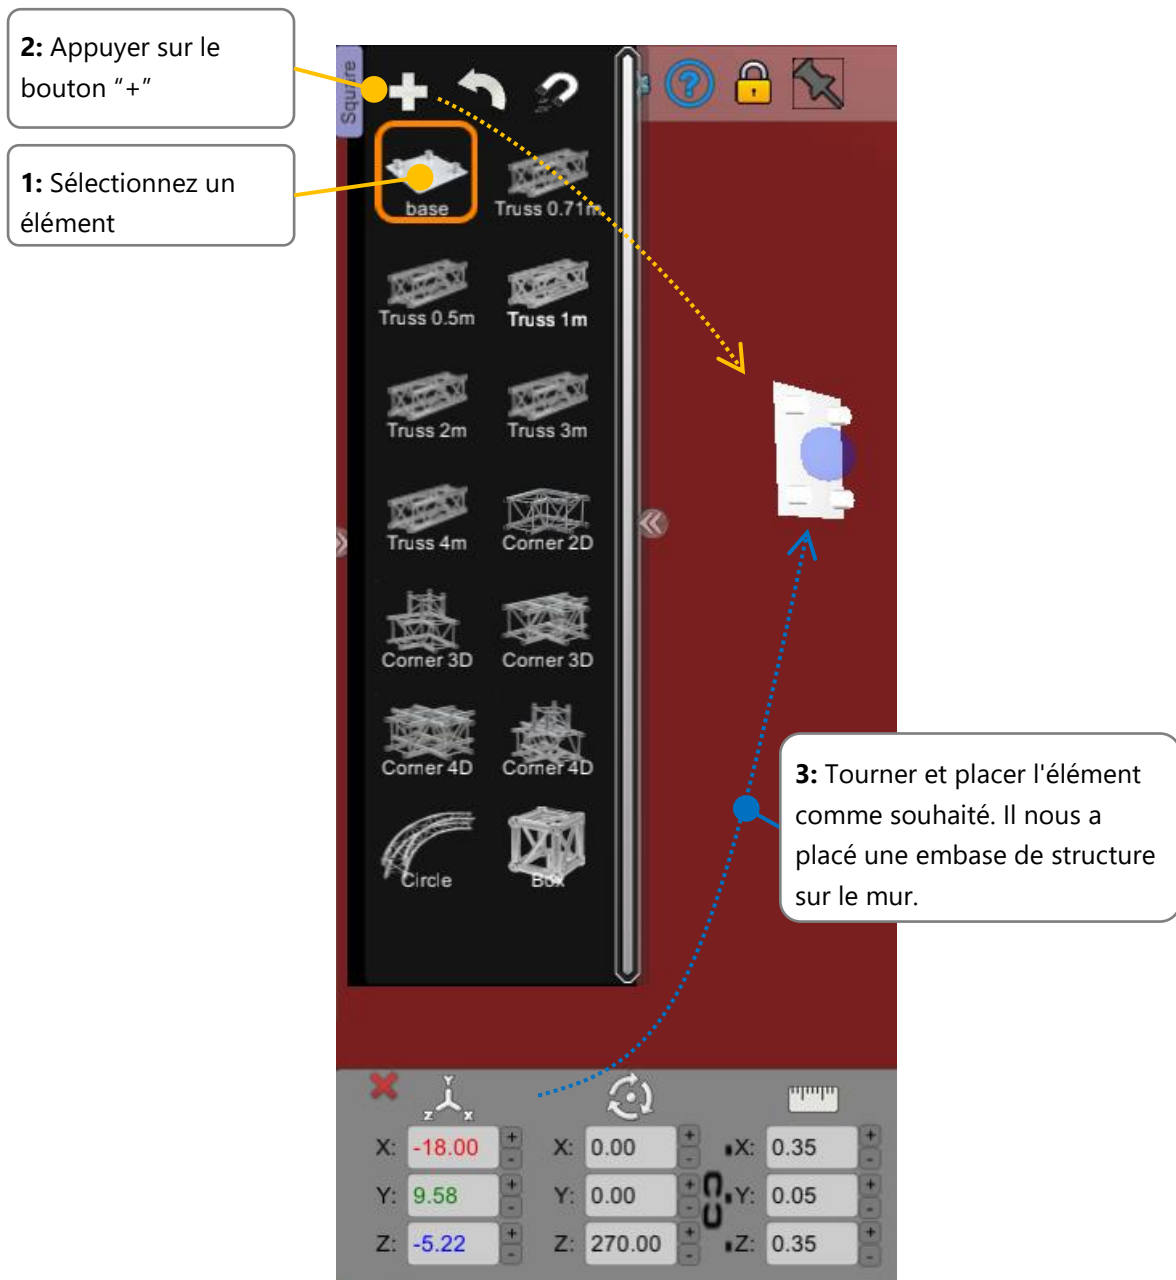 2: Appuyer sur le
bouton “+”
1: Sélectionnez un
élément
Square
base
Truss 0.71m
Truss 0.5m
Truss 1m
Truss 2m
Truss 3m
Truss 4m
Corner 2D
Corner 3D
Corner 3D
Corner 4D
Corner 4D
Circle
Box
3: Tourner et placer l'élément
comme souhaité. Il nous a
placé une embase de structure
sur le mur.
Y
Z X
X: -18.00 + - X: 0.00 + - X: 0.35 + -
Y: 9.58 + - Y: 0.00 + - Y: 0.05 + -
Z: -5.22 + - Z: 270.00 + - Z: 0.35 + -